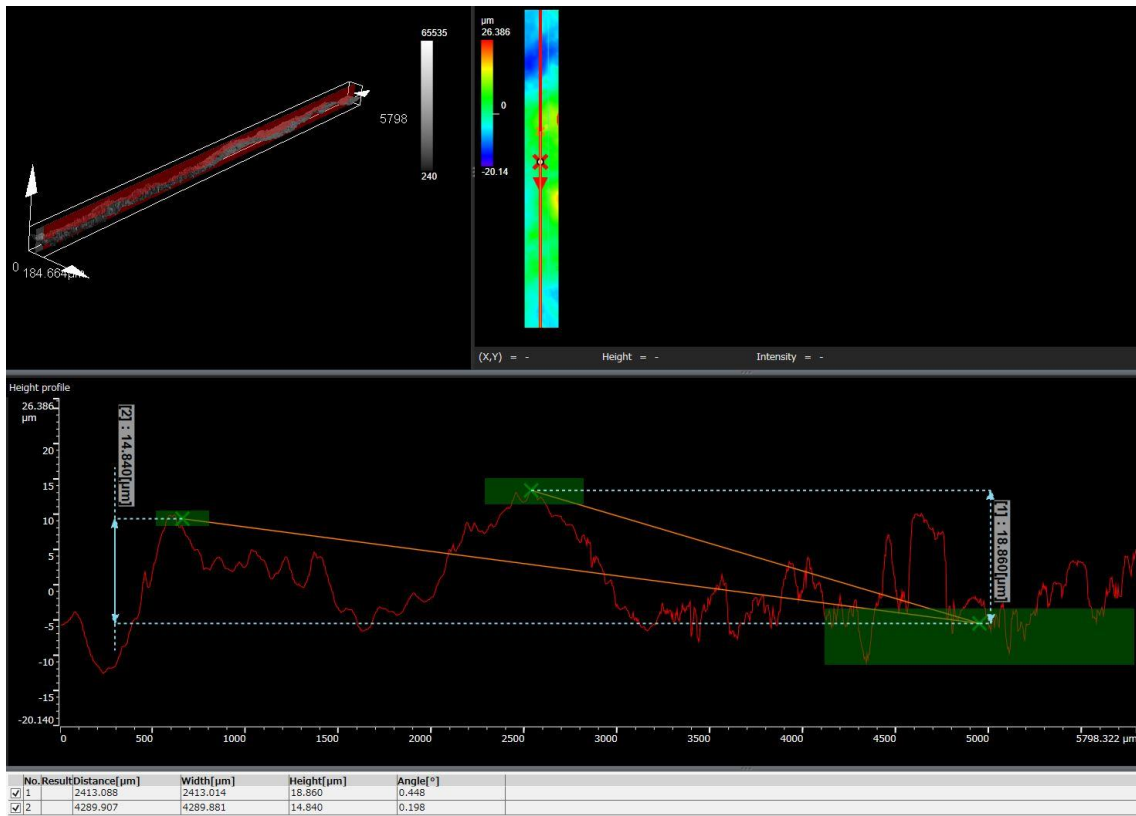 65535
5798
240
0
184.664µm
µm
26.386
0
-20.14
(X,Y) = - Height = - Intensity = -
Height profile
26.386
µm
20
15
10
5
0
-5
-10
-15
-20.140
[2] : 14.840[µm]
[1] : 18.860[µm]
0 500 1000 1500 2000 2500 3000 3500 4000 4500 5000 5798.322 µm
No. Result Distance[µm] Width[µm] Height[µm] Angle[°]
1 2413.088 2413.014 18.860 0.448
2 4289.907 4289.881 14.840 0.198